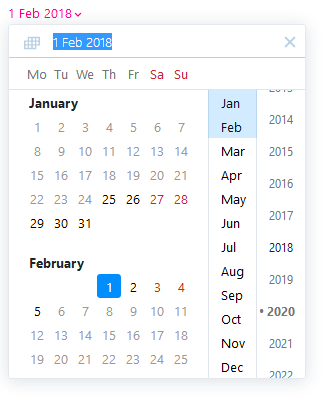 1 Feb 2018
1 Feb 2018
Mo Tu We Th Fr Sa Su
January
1 2 3 4 5 6 7
8 9 10 11 12 13 14
15 16 17 18 19 20 21
22 23 24 25 26 27 28
29 30 31
February
1 2 3 4
5 6 7 8 9 10 11
12 13 14 15 16 17 18
19 20 21 22 23 24 25
Jan
Feb
Mar
Apr
May
Jun
Jul
Aug
Sep
Oct
Nov
Dec
2013
2014
2015
2016
2017
2018
2019
• 2020
2021
2022